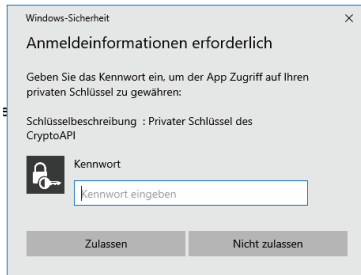 Windows-Sicherheit
Anmeldeinformationen erforderlich
Geben Sie das Kennwort ein, um der App Zugriff auf Ihren
privaten Schlüssel zu gewähren:
Schlüsselbeschreibung : Privater Schlüssel des
CryptoAPI
Kennwort
Kennwort eingeben
Zulassen
Nicht zulassen